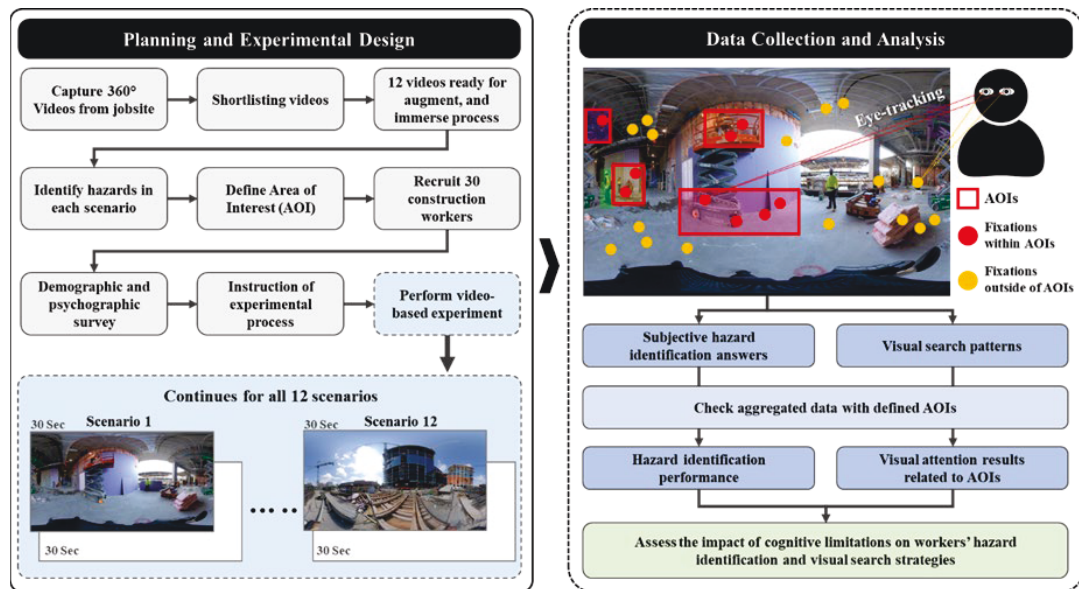 Planning and Experimental Design
Capture 360°
Videos from jobsite
Shortlisting videos
12 videos ready for
augment, and
immerse process
Identify hazards in
each scenario
Define Area of
Interest (AOI)
Recruit 30
construction
workers
Demographic and
psychographic
survey
Instruction of
experimental
process
Perform video-
based experiment
Continues for all 12 scenarios
30 Sec
Scenario 1
30 Sec
30 Sec
Scenario 12
30 Sec
Data Collection and Analysis
Eye-tracking
AOIs
Fixations
within AOIs
Fixations
outside of AOIs
Subjective hazard
identification answers
Visual search patterns
Check aggregated data with defined AOIs
Hazard identification
performance
Visual attention results
related to AOIs
Assess the impact of cognitive limitations on workers' hazard
identification and visual search strategies